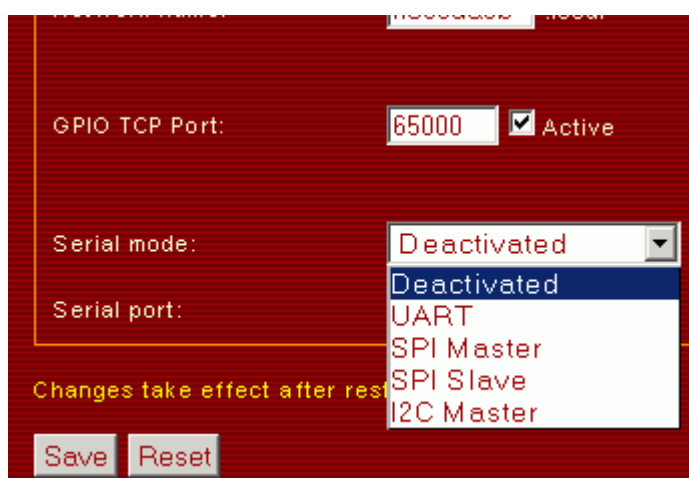 GPIO TCP Port: 65000 Active
Serial mode: Deactivated
Deactivated
Serial port: UART
SPI Master
Changes take effect after rest SPI Slave
I2C Master
Save Reset